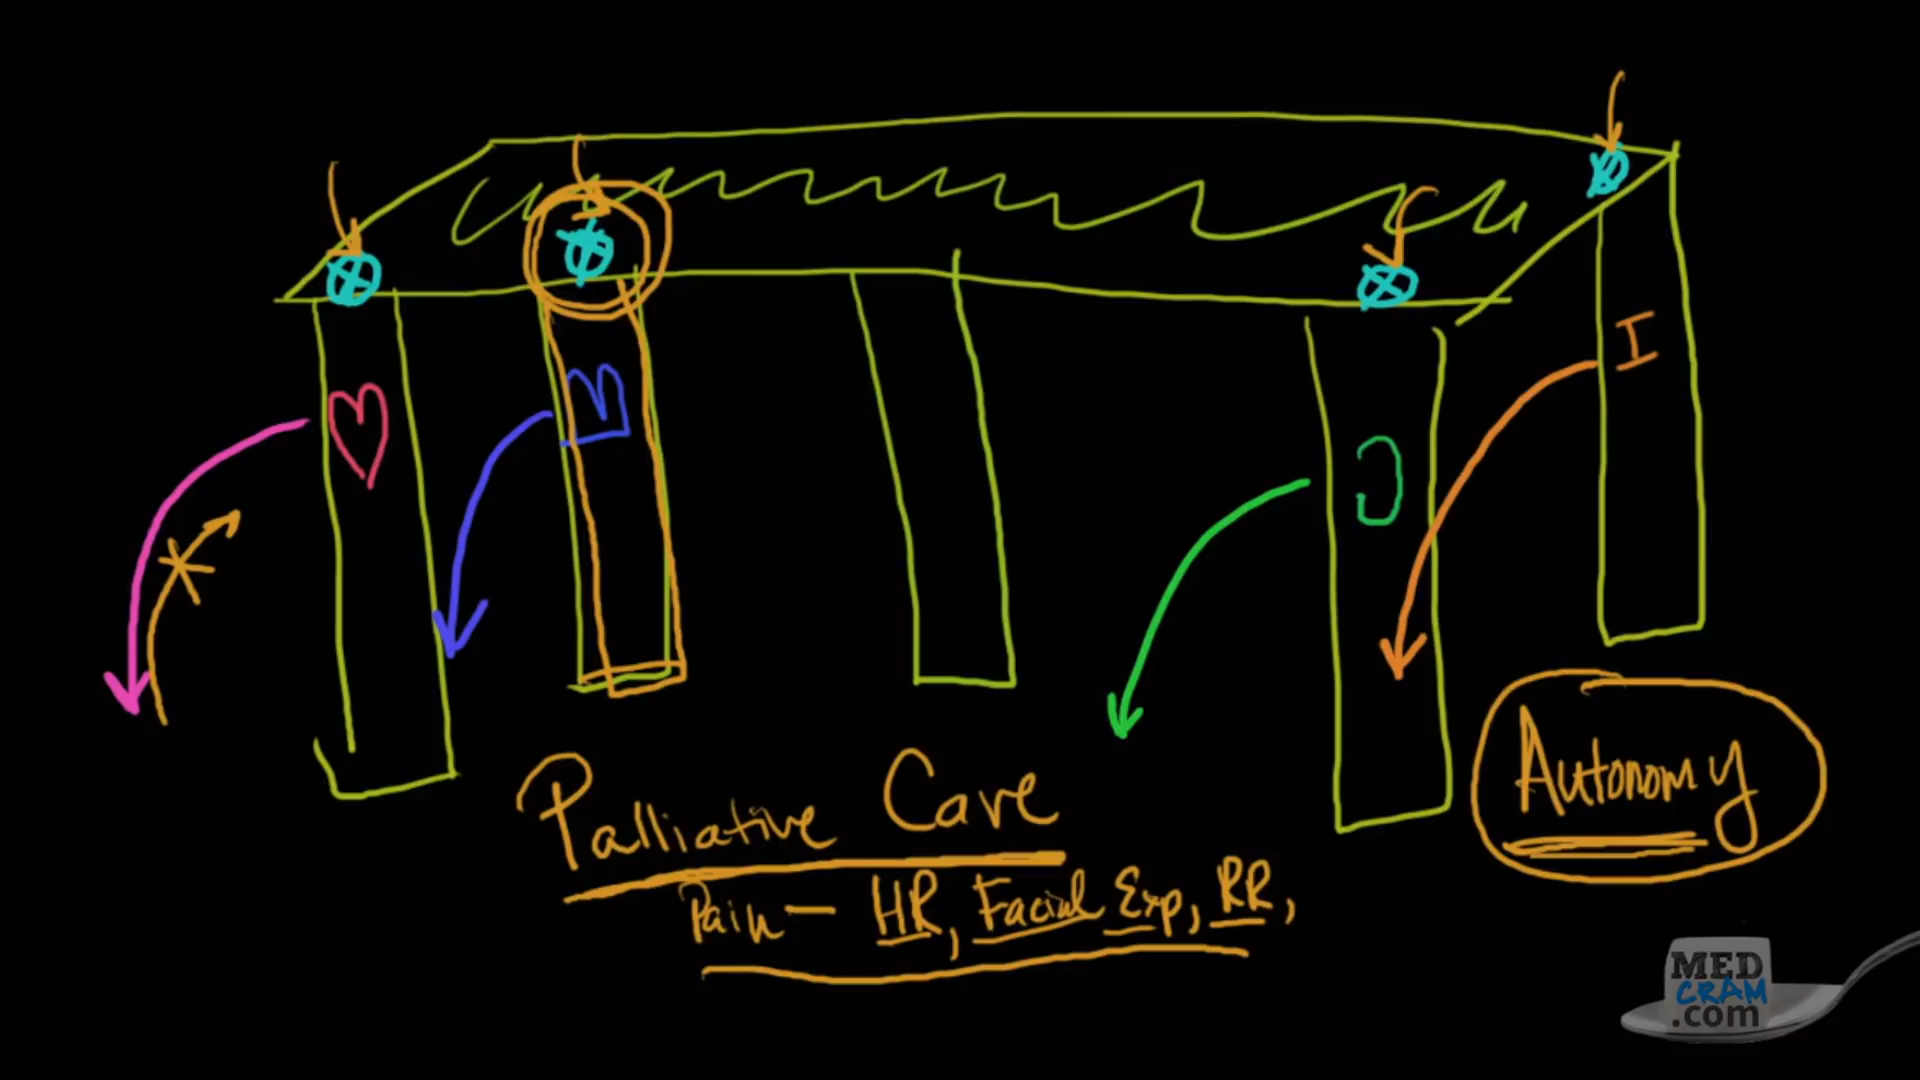 I
Autonomy
Palliative Care
Pain — HR, Facial Exp, RR,
MED
CRAM
.com